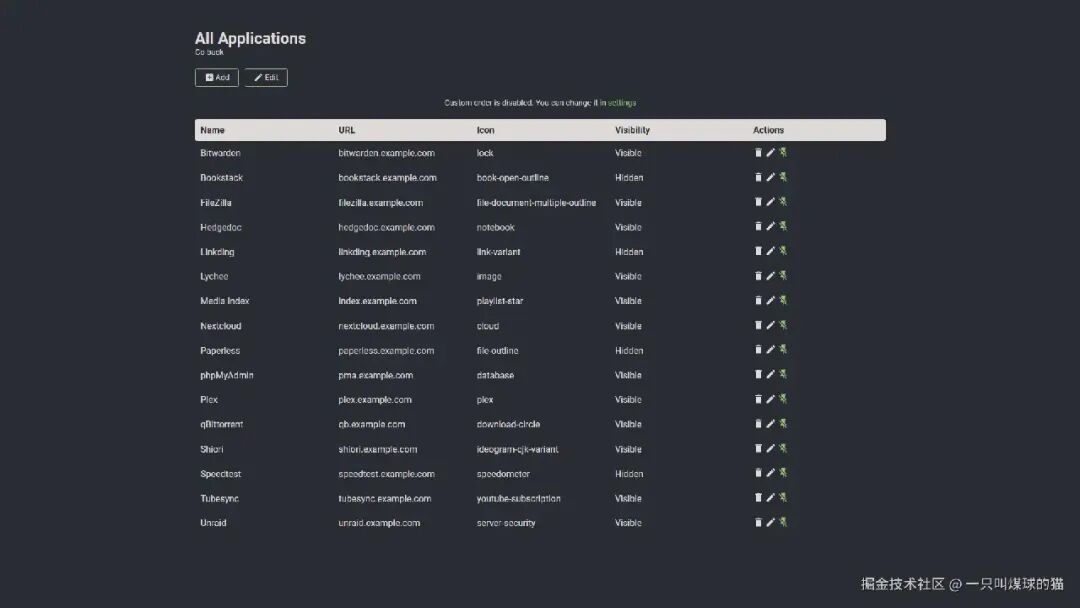 All Applications
Go back
Add Edit
Custom order is disabled. You can change it in settings
Name URL Icon Visibility Actions
Bitwarden bitwarden.example.com lock Visible
Bookstack bookstack.example.com book-open-outline Hidden
FileZilla filezilla.example.com file-document-multiple-outline Visible
Hedgedoc hedgedoc.example.com notebook Visible
Linkding linkding.example.com link-variant Hidden
Lychee lychee.example.com image Visible
Media Index index.example.com playlist-star Visible
Nextcloud nextcloud.example.com cloud Visible
Paperless paperless.example.com file-outline Hidden
phpMyAdmin pma.example.com database Visible
Plex plex.example.com plex Visible
qBittorrent qb.example.com download-circle Visible
Shiori shiori.example.com ideogram-cjk-variant Visible
Speedtest speedtest.example.com speedometer Hidden
Tubesync tubesync.example.com youtube-subscription Visible
Unraid unraid.example.com server-security Visible
掘金技术社区 @ 一只叫煤球的猫